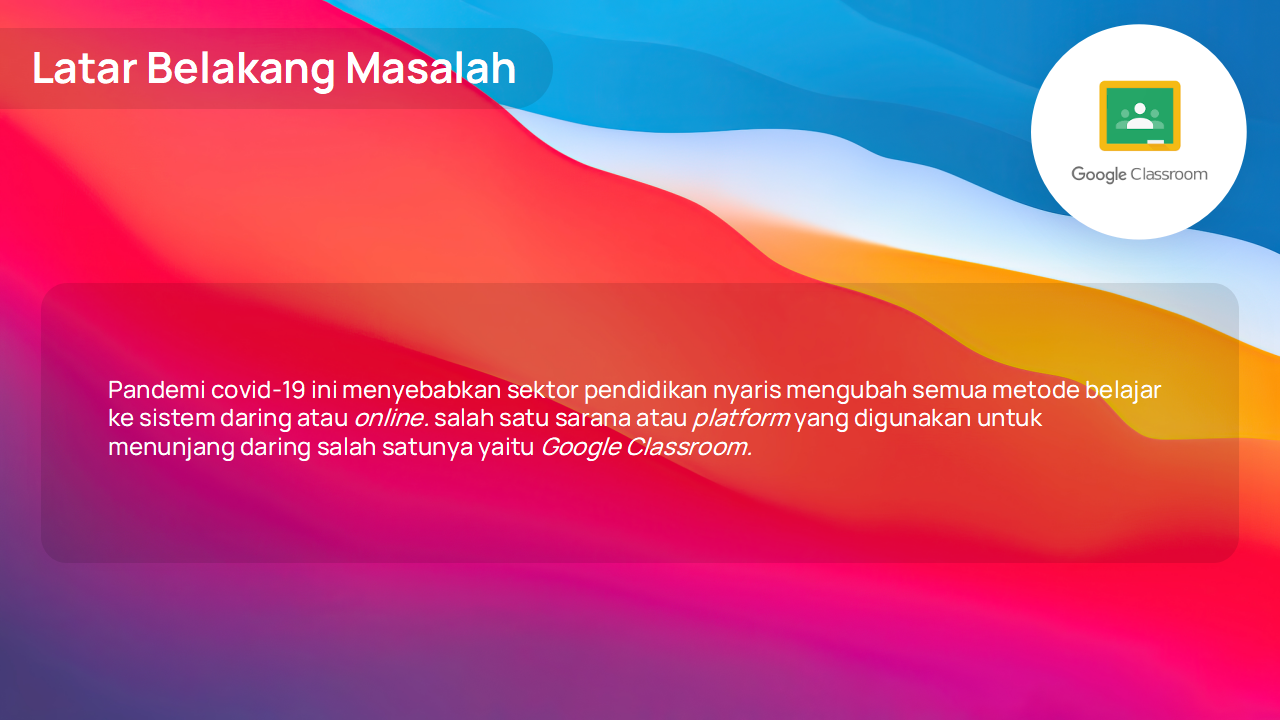 Latar Belakang Masalah
Google Classroom
Pandemi covid-19 ini menyebabkan sektor pendidikan nyaris mengubah semua metode belajar
ke sistem daring atau online. salah satu sarana atau platform yang digunakan untuk
menunjang daring salah satunya yaitu Google Classroom.